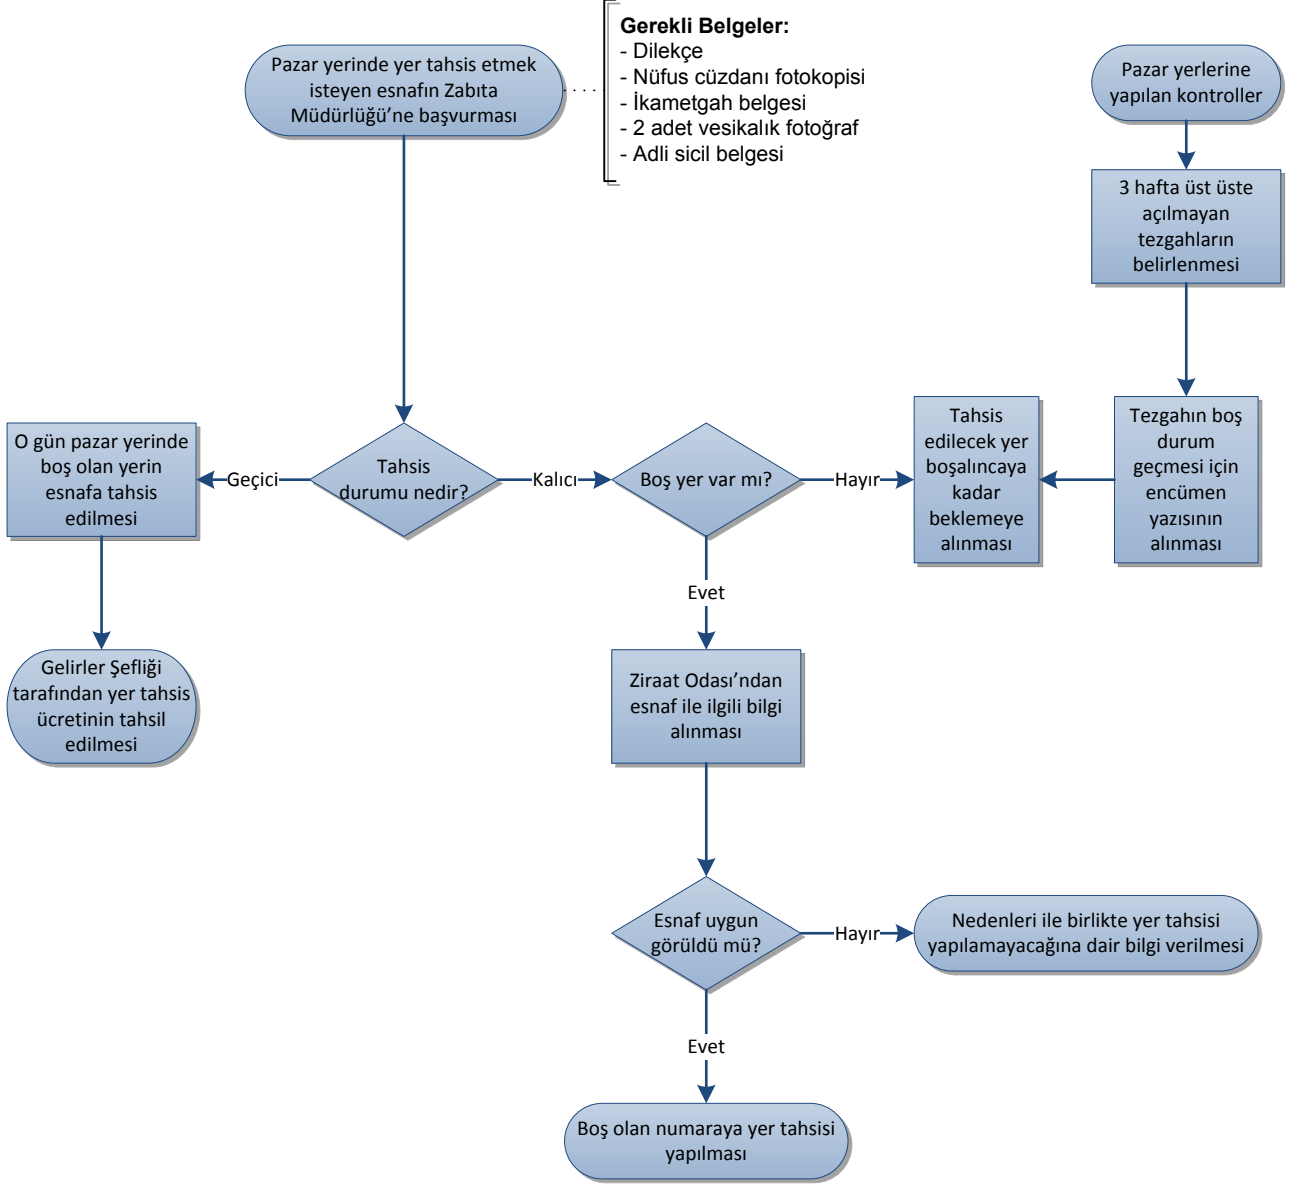 Pazar yerinde yer tahsis etmek
isteyen esnafın Zabıta
Müdürlüğü’ne başvurması
Gerekli Belgeler:
- Dilekçe
- Nüfus cüzdanı fotokopisi
- İkametgah belgesi
- 2 adet vesikalık fotoğraf
- Adli sicil belgesi
Pazar yerlerine
yapılan kontroller
3 hafta üst üste
açılmayan
tezgahların
belirlenmesi
O gün pazar yerinde
boş olan yerin
esnafa tahsis
edilmesi
Geçici
Tahsis
durumu nedir?
Kalıcı
Boş yer var mı?
Hayır
Tahsis
edilecek yer
boşalıncaya
kadar
beklemeye
alınması
Tezgahın boş
durum
geçmesi için
encümen
yazısının
alınması
Evet
Gelirler Şefliği
tarafından yer tahsis
ücretinin tahsil
edilmesi
Ziraat Odası’ndan
esnaf ile ilgili bilgi
alınması
Esnaf uygun
görüldü mü?
Hayır
Nedenleri ile birlikte yer tahsisi
yapılamayacağına dair bilgi verilmesi
Evet
Boş olan numaraya yer tahsisi
yapılması